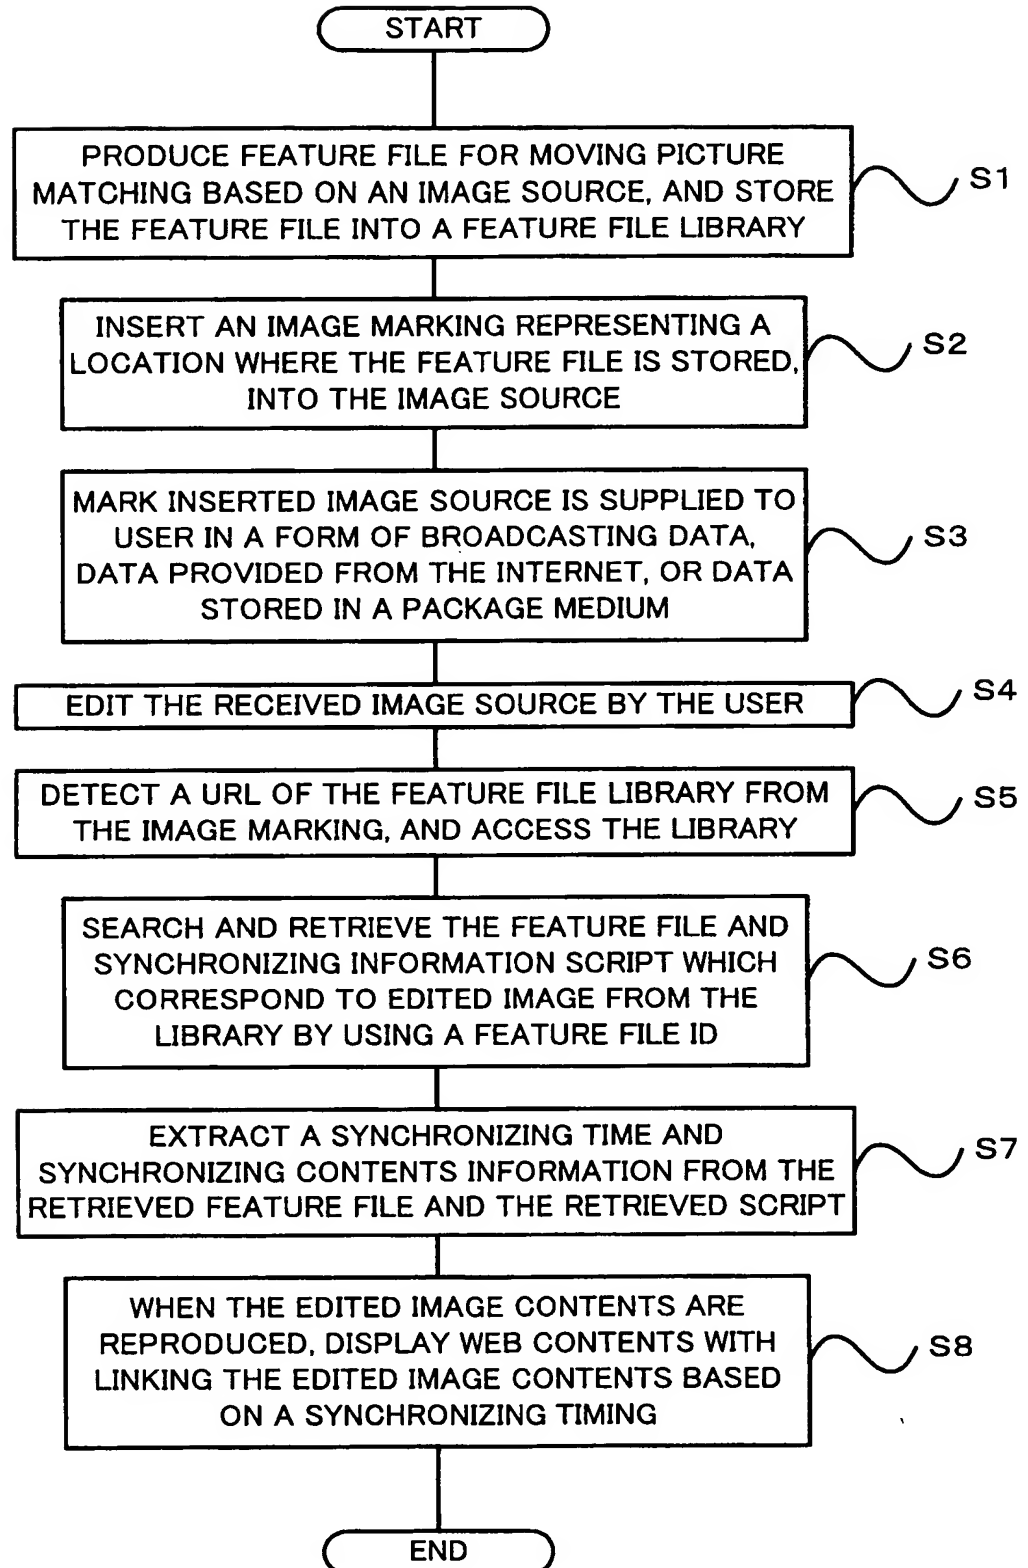 START
PRODUCE FEATURE FILE FOR MOVING PICTURE
MATCHING BASED ON AN IMAGE SOURCE, AND STORE
THE FEATURE FILE INTO A FEATURE FILE LIBRARY
S1
INSERT AN IMAGE MARKING REPRESENTING A
LOCATION WHERE THE FEATURE FILE IS STORED,
INTO THE IMAGE SOURCE
S2
MARK INSERTED IMAGE SOURCE IS SUPPLIED TO
USER IN A FORM OF BROADCASTING DATA,
DATA PROVIDED FROM THE INTERNET, OR DATA
STORED IN A PACKAGE MEDIUM
S3
EDIT THE RECEIVED IMAGE SOURCE BY THE USER
S4
DETECT A URL OF THE FEATURE FILE LIBRARY FROM
THE IMAGE MARKING, AND ACCESS THE LIBRARY
S5
SEARCH AND RETRIEVE THE FEATURE FILE AND
SYNCHRONIZING INFORMATION SCRIPT WHICH
CORRESPOND TO EDITED IMAGE FROM THE
LIBRARY BY USING A FEATURE FILE ID
S6
EXTRACT A SYNCHRONIZING TIME AND
SYNCHRONIZING CONTENTS INFORMATION FROM THE
RETRIEVED FEATURE FILE AND THE RETRIEVED SCRIPT
S7
WHEN THE EDITED IMAGE CONTENTS ARE
REPRODUCED, DISPLAY WEB CONTENTS WITH
LINKING THE EDITED IMAGE CONTENTS BASED
ON A SYNCHRONIZING TIMING
S8
END